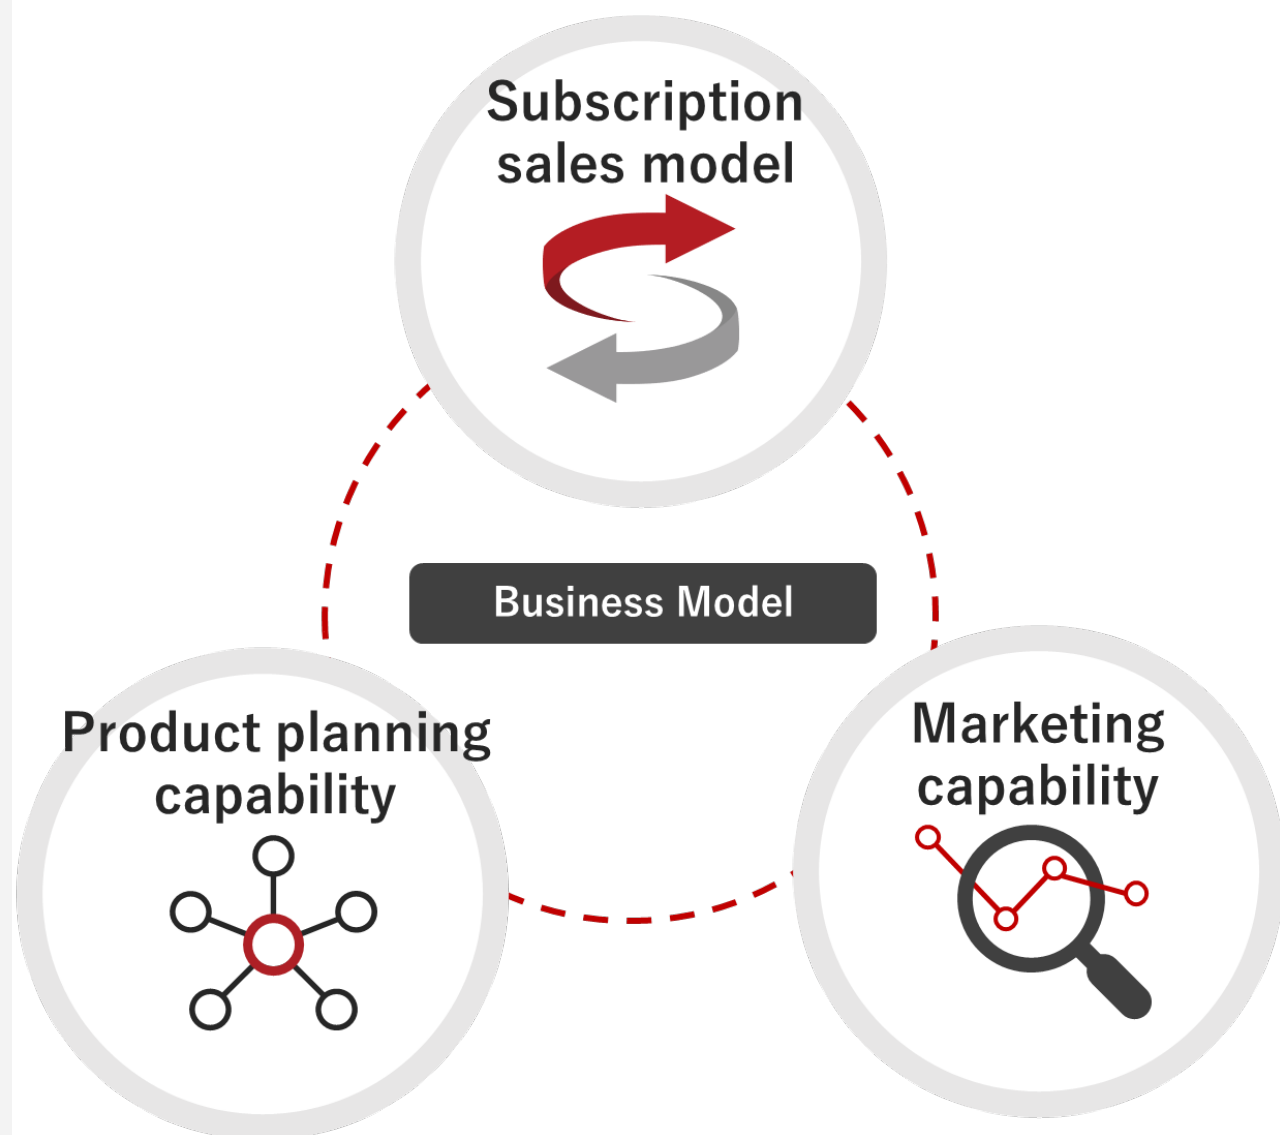 Subscription
sales model
Business Model
Product planning
capability
Marketing
capability